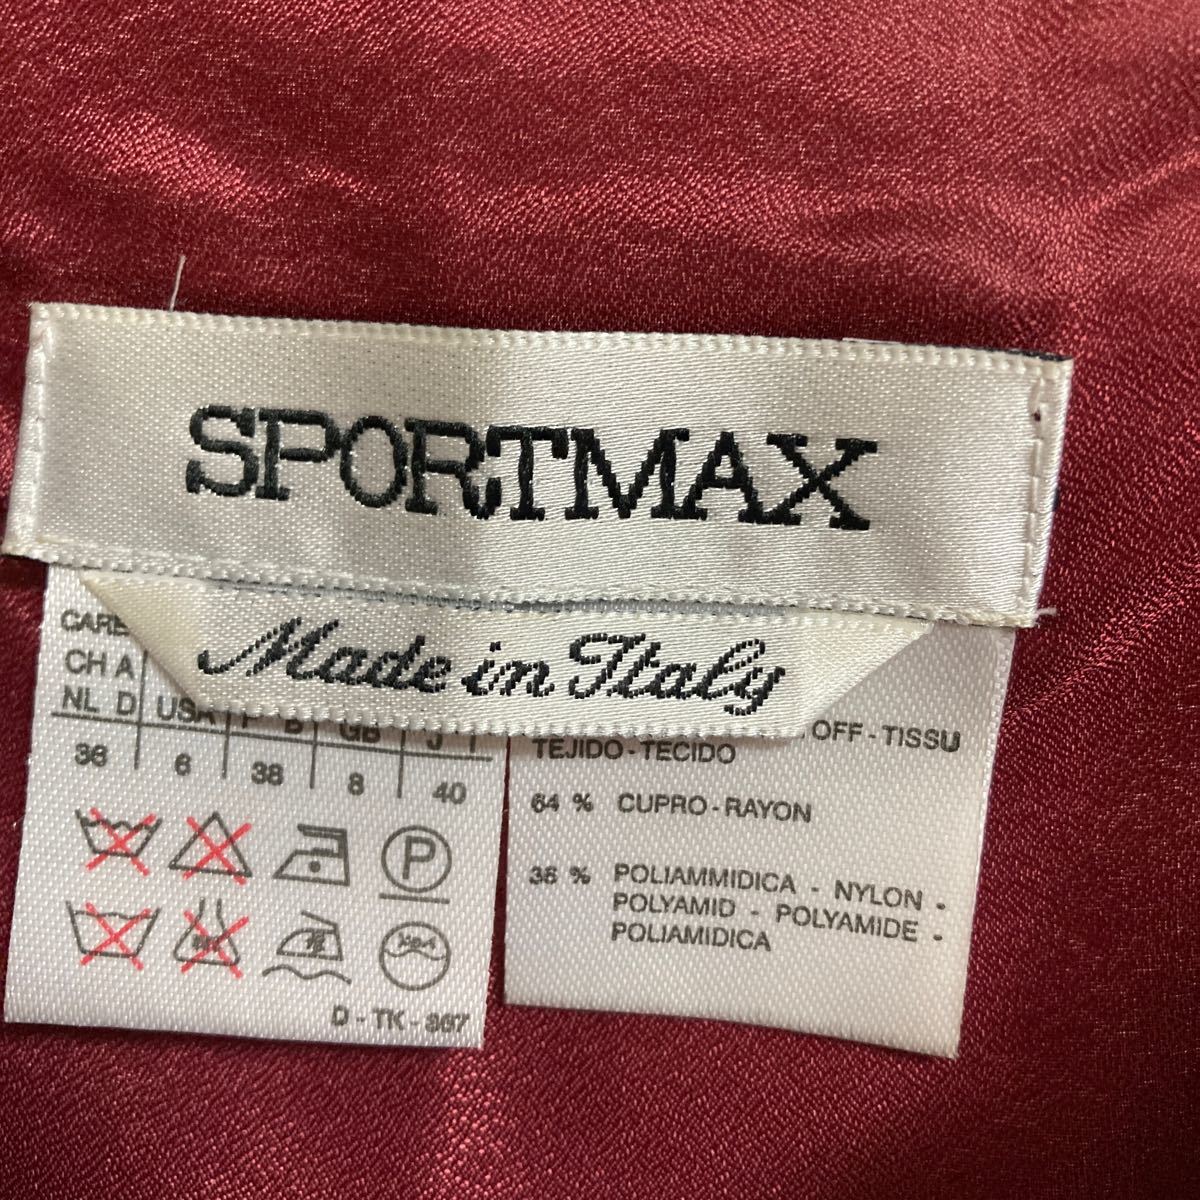 SPORTMAX
Made in Italy
CARE
CH A
NL D USA F B GB J I
36 6 38 8 40
P
D - TK - 867
OFF - TISSU
TEJIDO - TECIDO
64 % CUPRO - RAYON
36 % POLIAMMIDICA - NYLON -
POLYAMID - POLYAMIDE -
POLIAMIDICA